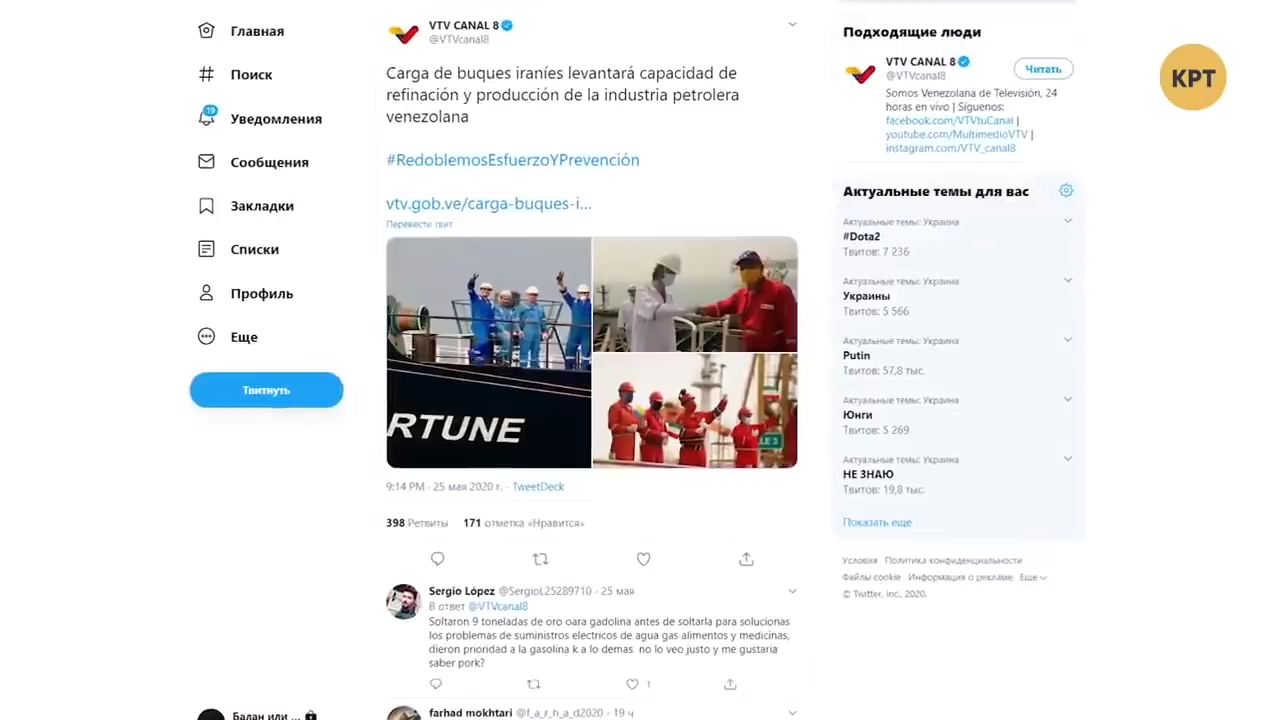 Главная
Поиск
19
Уведомления
Сообщения
Закладки
Списки
Профиль
Еще
Твитнуть
Балан или ...
VTV CANAL 8
@VTVcanal8
Carga de buques iraníes levantará capacidad de
refinación y producción de la industria petrolera
venezolana
#RedoblemosEsfuerzoYPrevención
vtv.gob.ve/carga-buques-i...
Перевести твит
RTUNE
9:14 PM · 25 мая 2020 г. · TweetDeck
398 Ретвиты 171 отметка «Нравится»
Sergio López @SergioL25289710 · 25 мая
В ответ @VTVcanal8
Soltaron 9 toneladas de oro oara gadolina antes de soltarla para solucionas
los problemas de suministros electricos de agua gas alimentos y medicinas,
dieron prioridad a la gasolina k a lo demas no lo veo justo y me gustaria
saber pork?
1
farhad mokhtari @f_a_r_h_a_d2020 · 19 ч
Подходящие люди
VTV CANAL 8
@VTVcanal8
Читать
Somos Venezolana de Televisión, 24
horas en vivo | Síguenos:
facebook.com/VTVtuCanal |
youtube.com/MultimedioVTV |
instagram.com/VTV_canal8
Актуальные темы для вас
Актуальные темы: Украина
#Dota2
Твитов: 7 236
Актуальные темы: Украина
Украины
Твитов: 5 566
Актуальные темы: Украина
Putin
Твитов: 57,8 тыс.
Актуальные темы: Украина
Юнги
Твитов: 5 269
Актуальные темы: Украина
НЕ ЗНАЮ
Твитов: 19,8 тыс.
Показать еще
Условия Политика конфиденциальности
Файлы cookie Информация о рекламе Еще
© Twitter, Inc., 2020.
КРТ